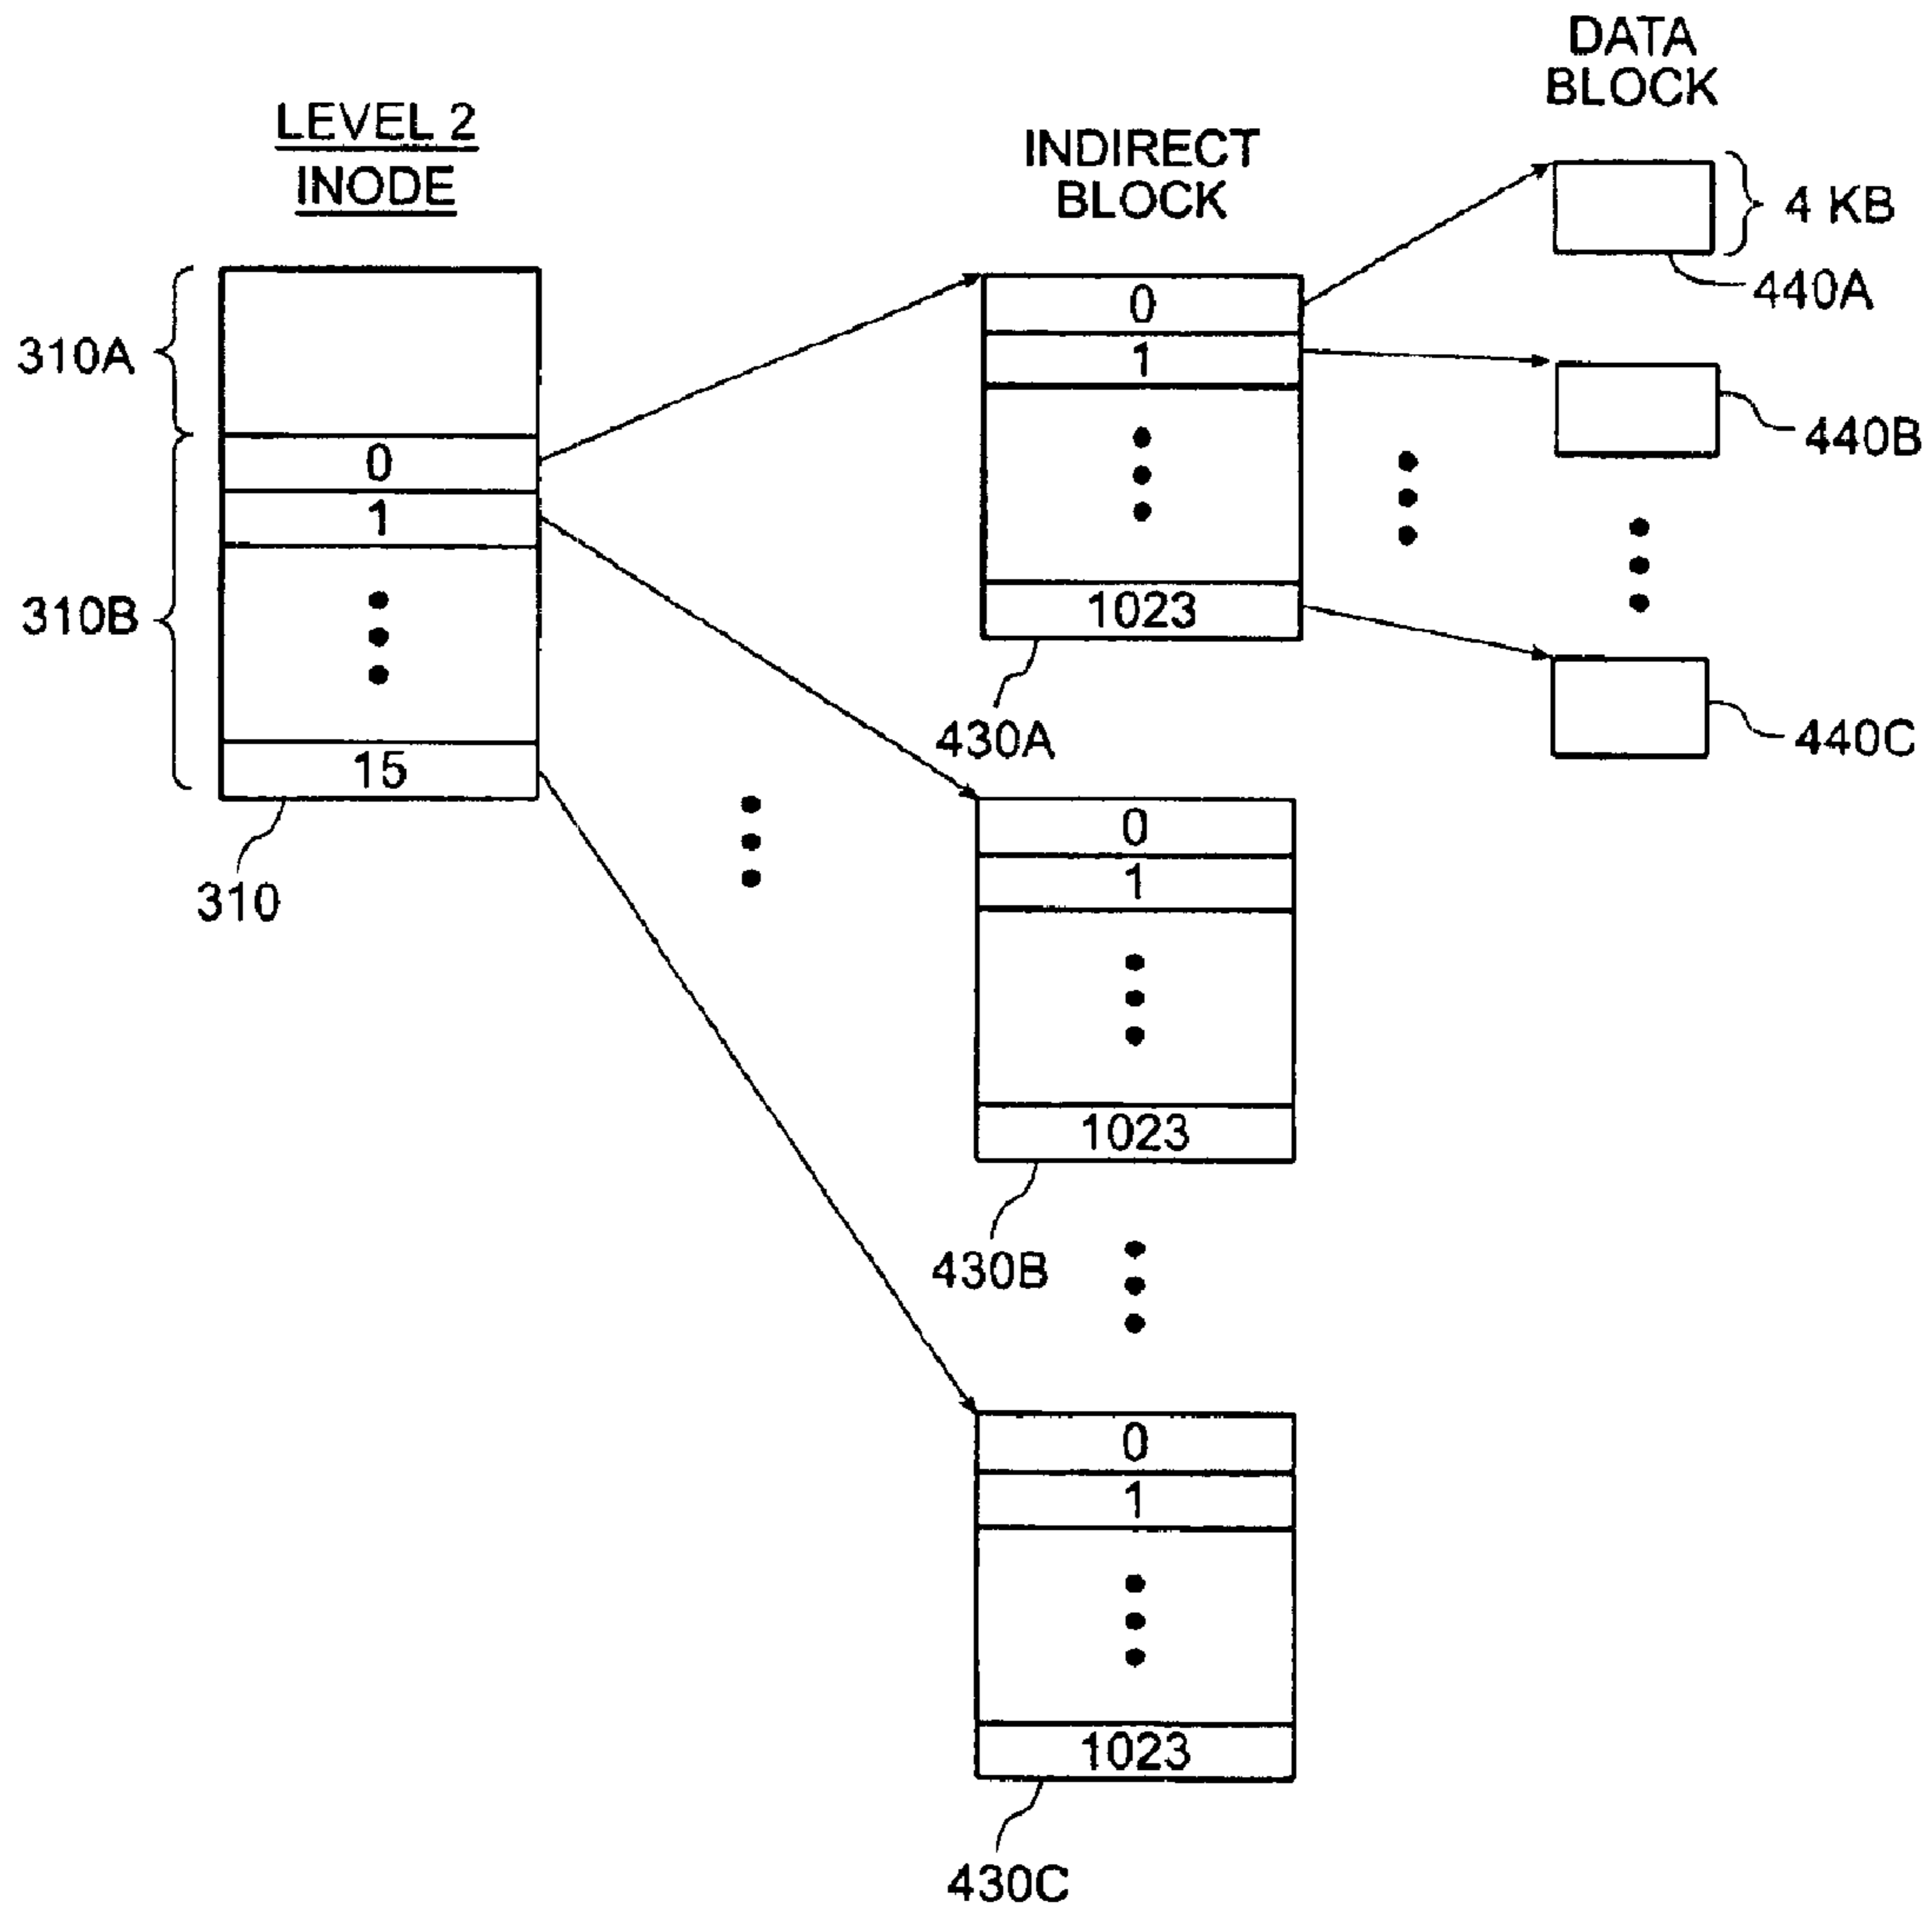 LEVEL 2
INODE
310A
0
1
310B
15
310
INDIRECT
BLOCK
0
1
1023
430A
0
1
1023
430B
0
1
1023
430C
DATA
BLOCK
4 KB
440A
440B
440C